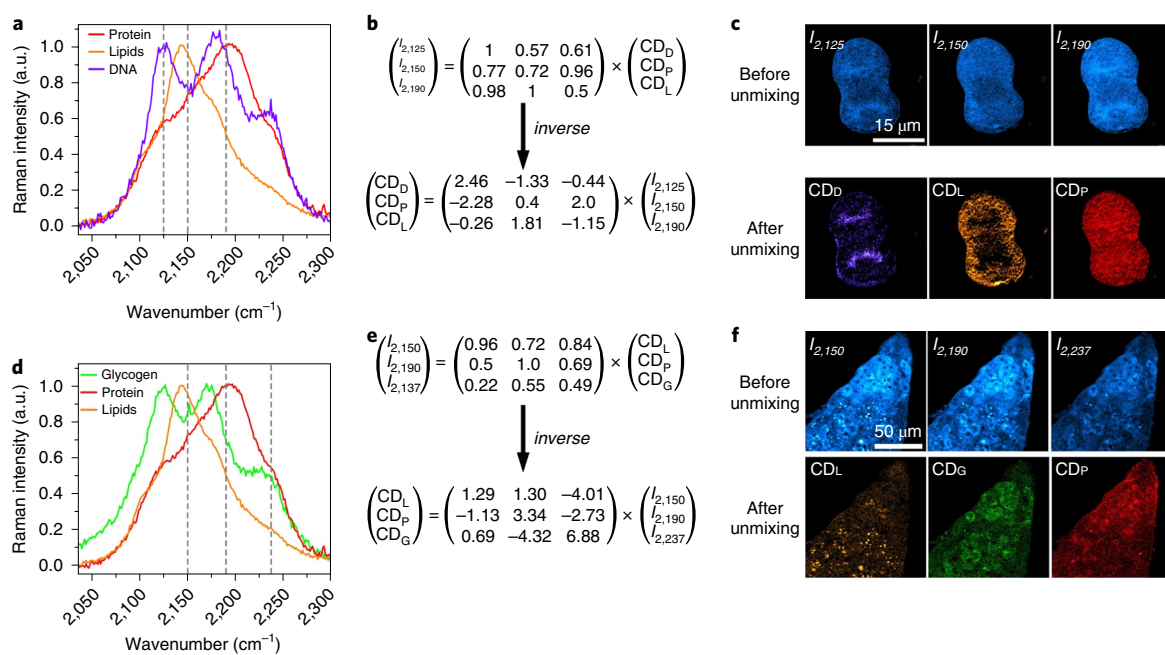 a
Protein
Lipids
DNA
Raman intensity (a.u.)
1.0
0.8
0.6
0.4
0.2
0.0
2,050
2,100
2,150
2,190
2,250
2,300
Wavenumber (cm−1)
b
I2,125
I2,150
I2,190
=
1 0.57 0.61
0.77 0.72 0.96
0.98 1 0.5
×
CDD
CDP
CDL
inverse
CDD
CDP
CDL
=
2.46 −1.33 −0.44
−2.28 0.4 2.0
−0.26 1.81 −1.15
×
I2,125
I2,150
I2,190
c
Before
unmixing
I2,125
I2,150
I2,190
15 μm
After
unmixing
CDD
CDL
CDP
d
Glycogen
Protein
Lipids
Raman intensity (a.u.)
1.0
0.8
0.6
0.4
0.2
0.0
2,050
2,100
2,150
2,200
2,250
2,300
Wavenumber (cm−1)
e
I2,150
I2,190
I2,137
=
0.96 0.72 0.84
0.5 1.0 0.69
0.22 0.55 0.49
×
CDL
CDP
CDG
inverse
CDL
CDP
CDG
=
1.29 1.30 −4.01
−1.13 3.34 −2.73
0.69 −4.32 6.88
×
I2,150
I2,190
I2,237
f
Before
unmixing
I2,150
I2,190
I2,237
50 μm
After
unmixing
CDL
CDG
CDP